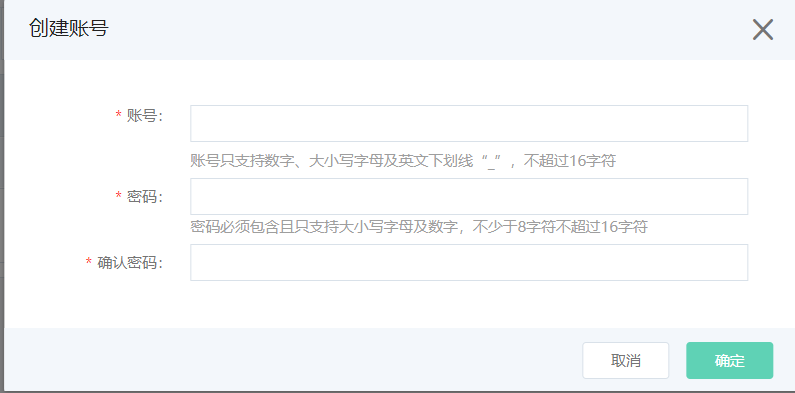 创建账号
* 账号：
账号只支持数字、大小写字母及英文下划线“_”，不超过16字符
* 密码：
密码必须包含且只支持大小写字母及数字，不少于8字符不超过16字符
* 确认密码：
取消
确定